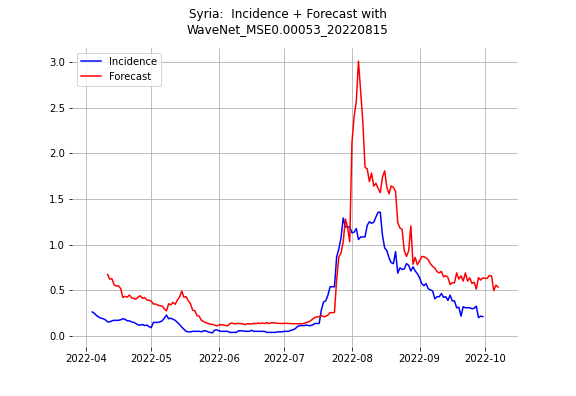 Syria:  Incidence + Forecast with
WaveNet_MSE0.00053_20220815
Incidence
Forecast
3.0
2.5
2.0
1.5
1.0
0.5
0.0
2022-04 2022-05 2022-06 2022-07 2022-08 2022-09 2022-10